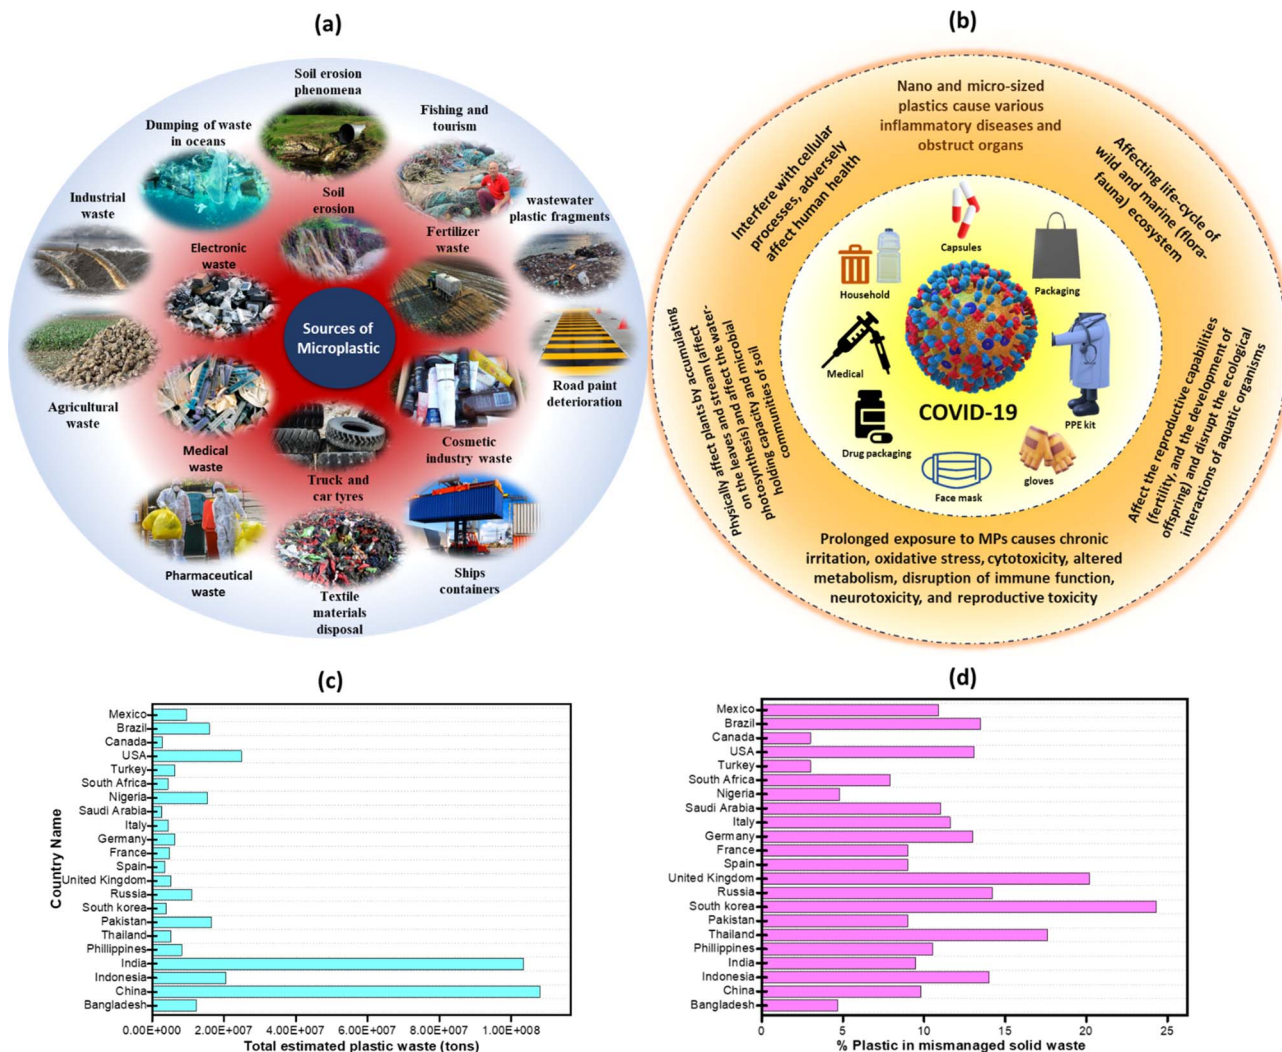 (a)
Soil erosion
phenomena
Fishing and
tourism
Dumping of waste
in oceans
Industrial
waste
Soil
erosion
wastewater
plastic fragments
Electronic
waste
Fertilizer
waste
Sources of
Microplastic
Agricultural
waste
Road paint
deterioration
Medical
waste
Truck and
car tyres
Cosmetic
industry waste
Pharmaceutical
waste
Textile
materials
disposal
Ships
containers
(b)
Nano and micro-sized
plastics cause various
inflammatory diseases and
obstruct organs
Interfere with cellular
processes, adversely
affect human health
Affecting life-cycle of
wild and marine (flora-
fauna) ecosystem
Physically affect plants by accumulating
on the leaves and stream (affect
photosynthesis) and affect the water-
holding capacity and microbial
communities of soil
Affect the reproductive capabilities
(fertility, and the development of
offspring) and disrupt the ecological
interactions of aquatic organisms
Capsules
Household
Packaging
Medical
COVID-19
PPE kit
Drug packaging
gloves
Face mask
Prolonged exposure to MPs causes chronic
irritation, oxidative stress, cytotoxicity, altered
metabolism, disruption of immune function,
neurotoxicity, and reproductive toxicity
(c)
Country Name
Mexico
Brazil
Canada
USA
Turkey
South Africa
Nigeria
Saudi Arabia
Italy
Germany
France
Spain
United Kingdom
Russia
South korea
Pakistan
Thailand
Phillippines
India
Indonesia
China
Bangladesh
0.00E+000 2.00E+007 4.00E+007 6.00E+007 8.00E+007 1.00E+008
Total estimated plastic waste (tons)
(d)
Mexico
Brazil
Canada
USA
Turkey
South Africa
Nigeria
Saudi Arabia
Italy
Germany
France
Spain
United Kingdom
Russia
South korea
Pakistan
Thailand
Phillippines
India
Indonesia
China
Bangladesh
0 5 10 15 20 25
% Plastic in mismanaged solid waste